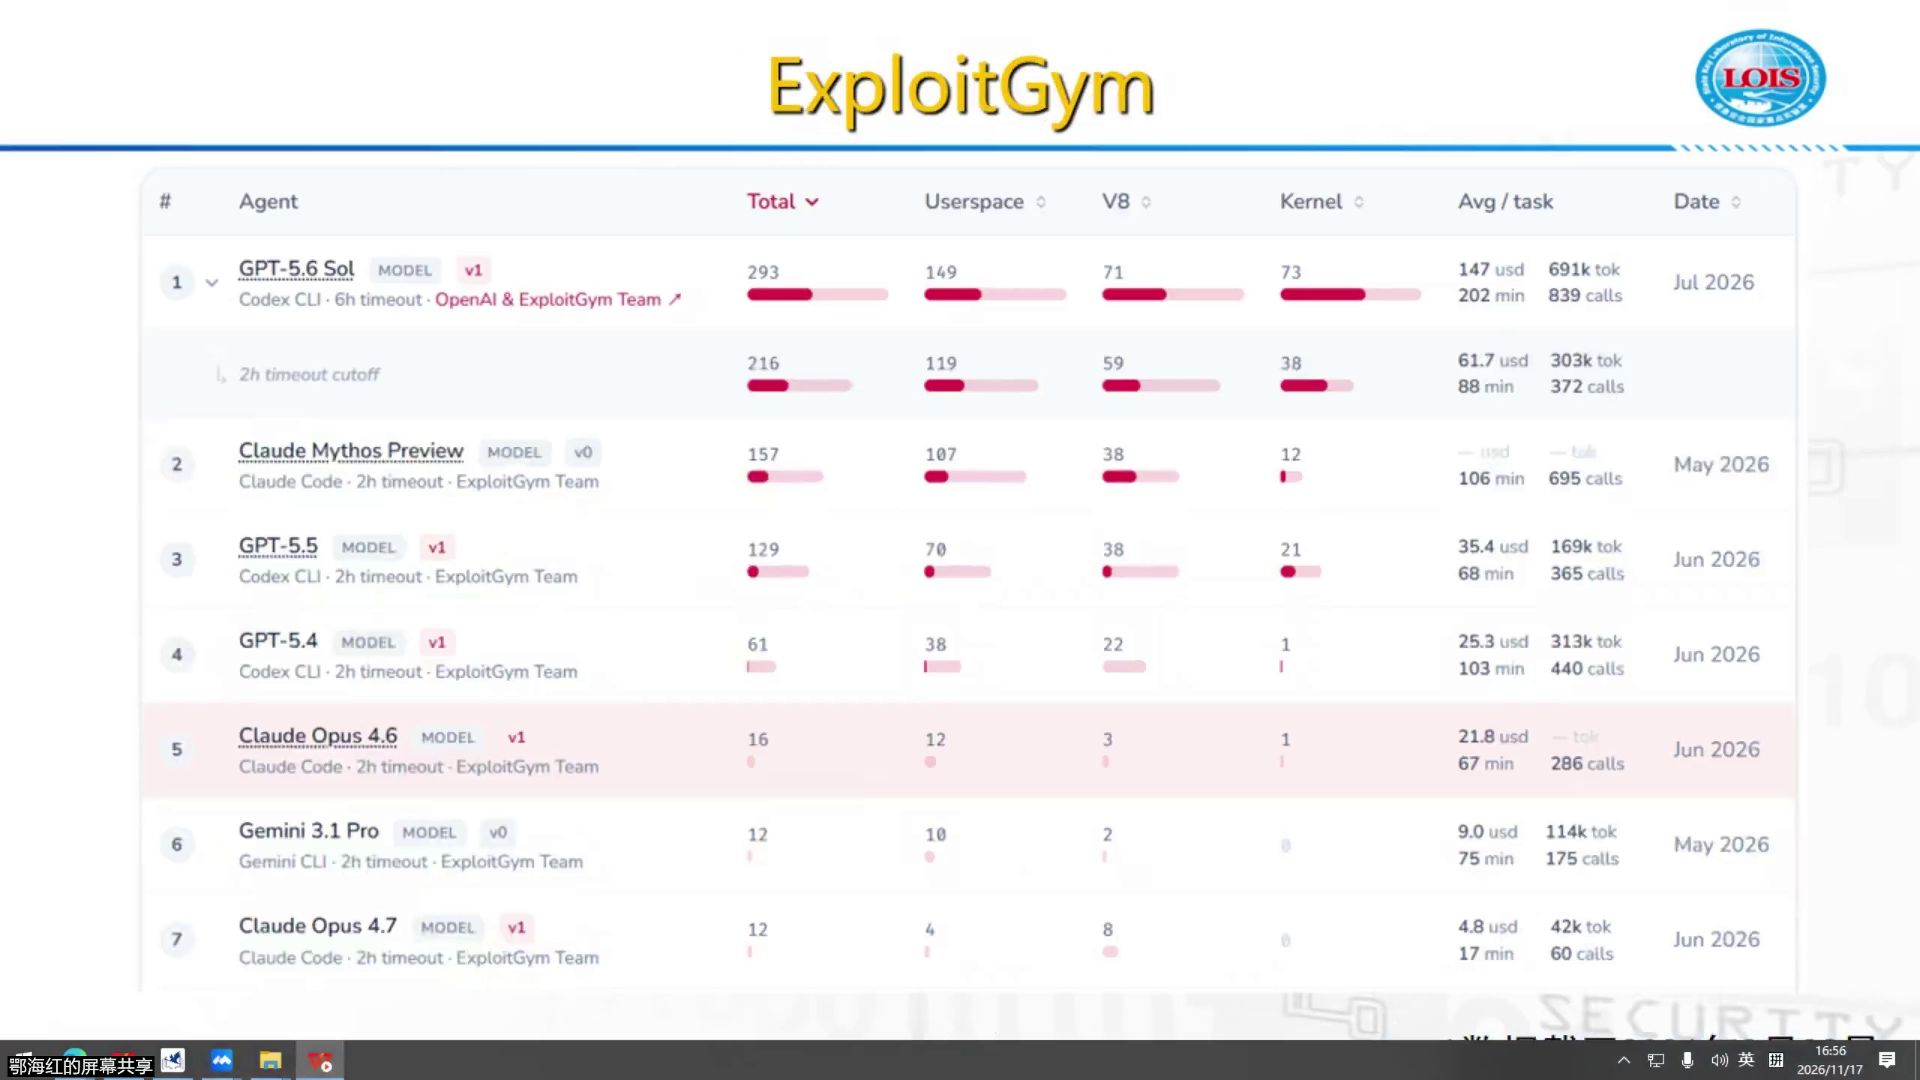 ExploitGym
LOIS
# Agent Total Userspace V8 Kernel Avg / task Date
1 GPT-5.6 Sol MODEL v1 293 149 71 73 147 usd 691k tok Jul 2026
Codex CLI · 6h timeout · OpenAI & ExploitGym Team ↗ 202 min 839 calls
2h timeout cutoff 216 119 59 38 61.7 usd 303k tok
88 min 372 calls
2 Claude Mythos Preview MODEL v0 157 107 38 12 — usd — tok May 2026
Claude Code · 2h timeout · ExploitGym Team 106 min 695 calls
3 GPT-5.5 MODEL v1 129 70 38 21 35.4 usd 169k tok Jun 2026
Codex CLI · 2h timeout · ExploitGym Team 68 min 365 calls
4 GPT-5.4 MODEL v1 61 38 22 1 25.3 usd 313k tok Jun 2026
Codex CLI · 2h timeout · ExploitGym Team 103 min 440 calls
5 Claude Opus 4.6 MODEL v1 16 12 3 1 21.8 usd — tok Jun 2026
Claude Code · 2h timeout · ExploitGym Team 67 min 286 calls
6 Gemini 3.1 Pro MODEL v0 12 10 2 0 9.0 usd 114k tok May 2026
Gemini CLI · 2h timeout · ExploitGym Team 75 min 175 calls
7 Claude Opus 4.7 MODEL v1 12 4 8 0 4.8 usd 42k tok Jun 2026
Claude Code · 2h timeout · ExploitGym Team 17 min 60 calls
SECURITY
鄂海红的屏幕共享
英
拼
16:56
2026/11/17